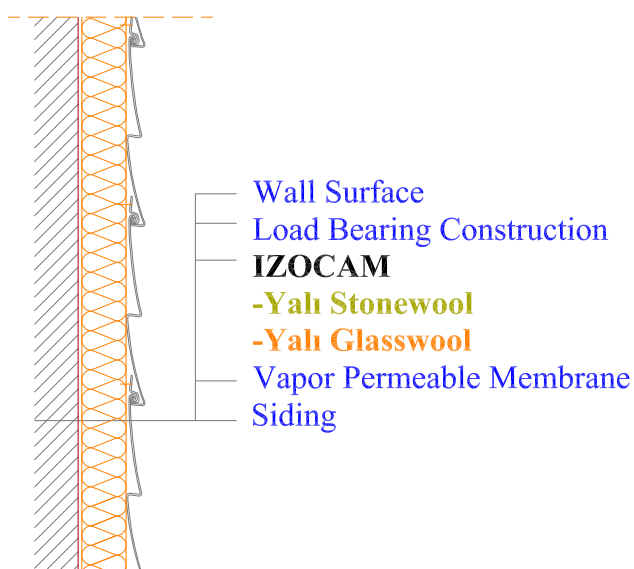 Wall Surface
Load Bearing Construction
IZOCAM
-Yalı Stonewool
-Yalı Glasswool
Vapor Permeable Membrane
Siding